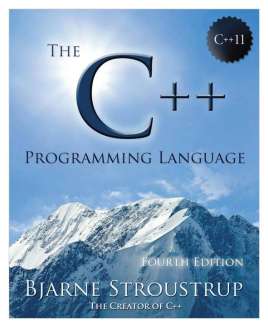 THE
C++11
C++
PROGRAMMING LANGUAGE
FOURTH EDITION
BJARNE STROUSTRUP
THE CREATOR OF C++